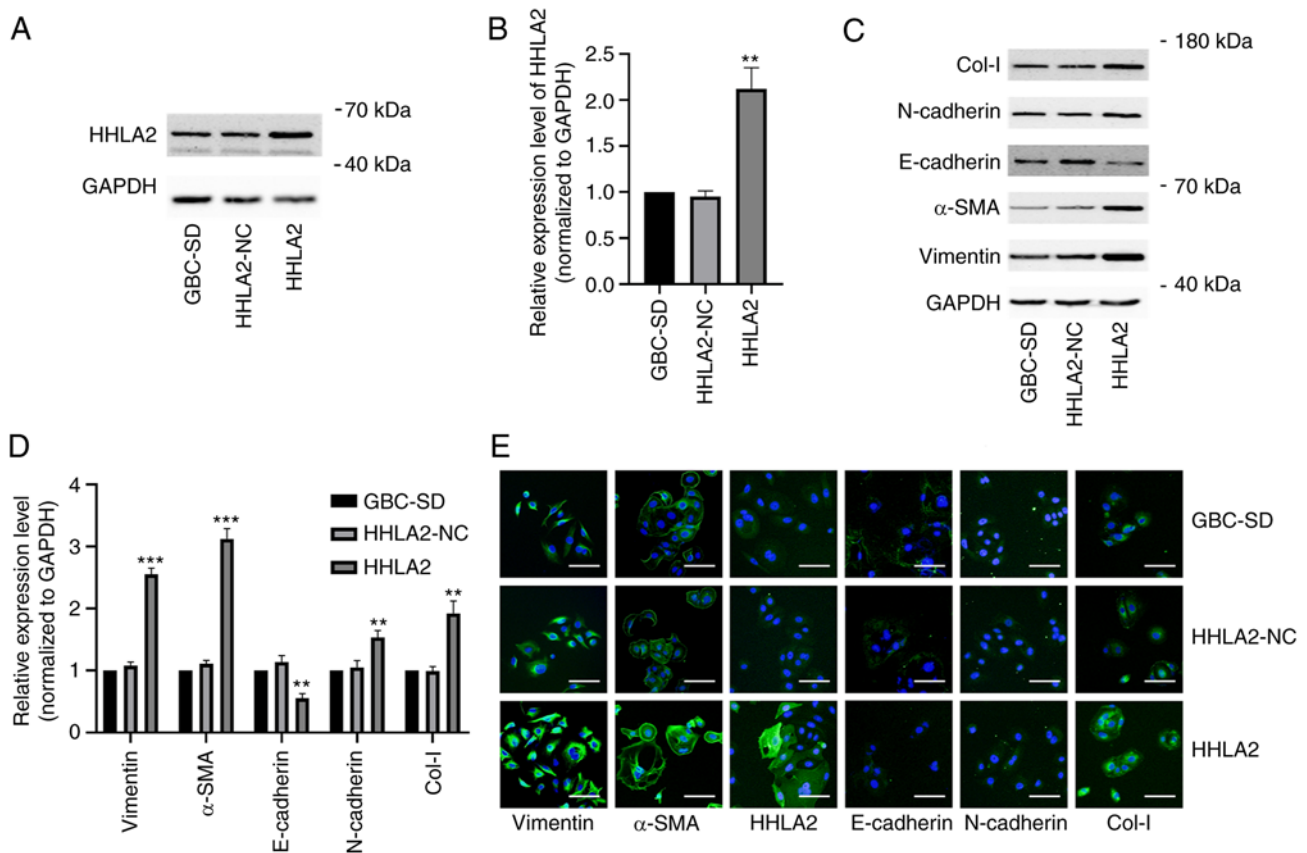 A
HHLA2
GAPDH
-70 kDa
-40 kDa
GBC-SD
HHLA2-NC
HHLA2
B
Relative expression level of HHLA2
(normalized to GAPDH)
2.5
2.0
1.5
1.0
0.5
0.0
**
GBC-SD
HHLA2-NC
HHLA2
C
Col-I
N-cadherin
E-cadherin
α-SMA
Vimentin
GAPDH
- 180 kDa
- 70 kDa
- 40 kDa
GBC-SD
HHLA2-NC
HHLA2
D
Relative expression level
(normalized to GAPDH)
4
3
2
1
0
GBC-SD
HHLA2-NC
HHLA2
***
***
**
**
**
Vimentin
α-SMA
E-cadherin
N-cadherin
Col-I
E
GBC-SD
HHLA2-NC
HHLA2
Vimentin
α-SMA
HHLA2
E-cadherin
N-cadherin
Col-I